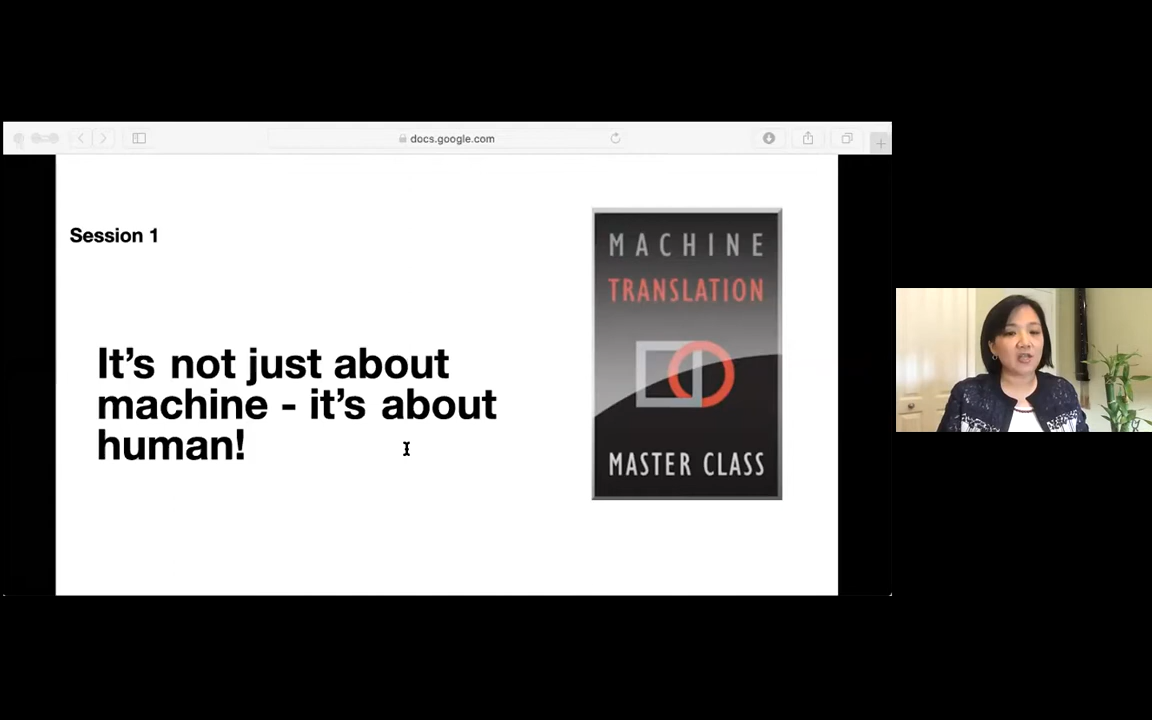 docs.google.com
Session 1
It's not just about
machine - it's about
human!
MACHINE
TRANSLATION
MASTER CLASS